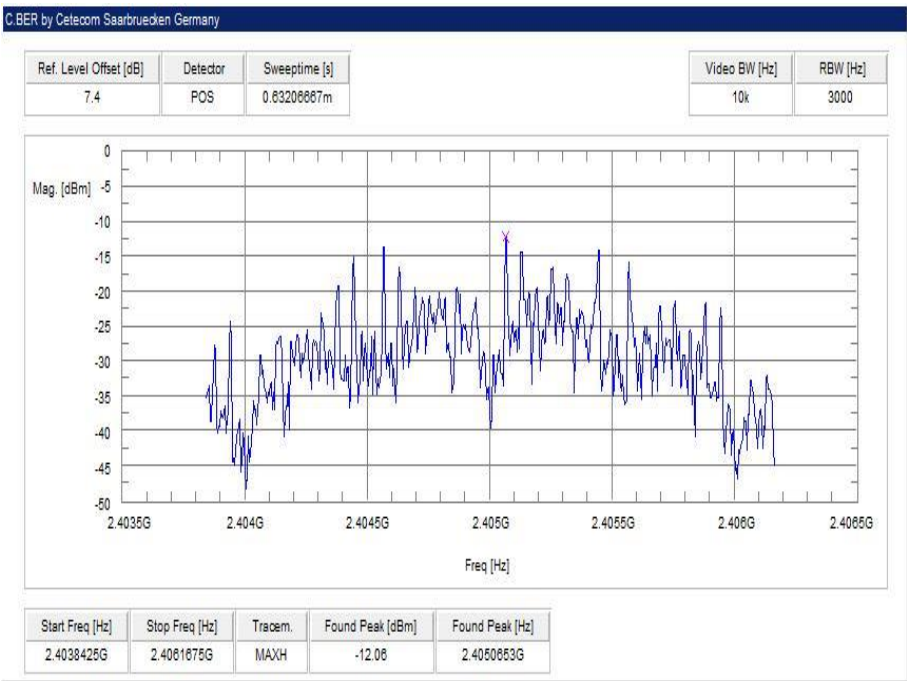 C.BER by Cetecom Saarbruecken Germany
Ref. Level Offset [dB] Detector Sweeptime [s]
7.4 POS 0.63206667m
Video BW [Hz] RBW [Hz]
10k 3000
Mag. [dBm]
0
-5
-10
-15
-20
-25
-30
-35
-40
-45
-50
2.4035G 2.404G 2.4045G 2.405G 2.4055G 2.406G 2.4065G
Freq [Hz]
Start Freq [Hz] Stop Freq [Hz] Tracem. Found Peak [dBm] Found Peak [Hz]
2.4038425G 2.4061675G MAXH -12.06 2.4050653G